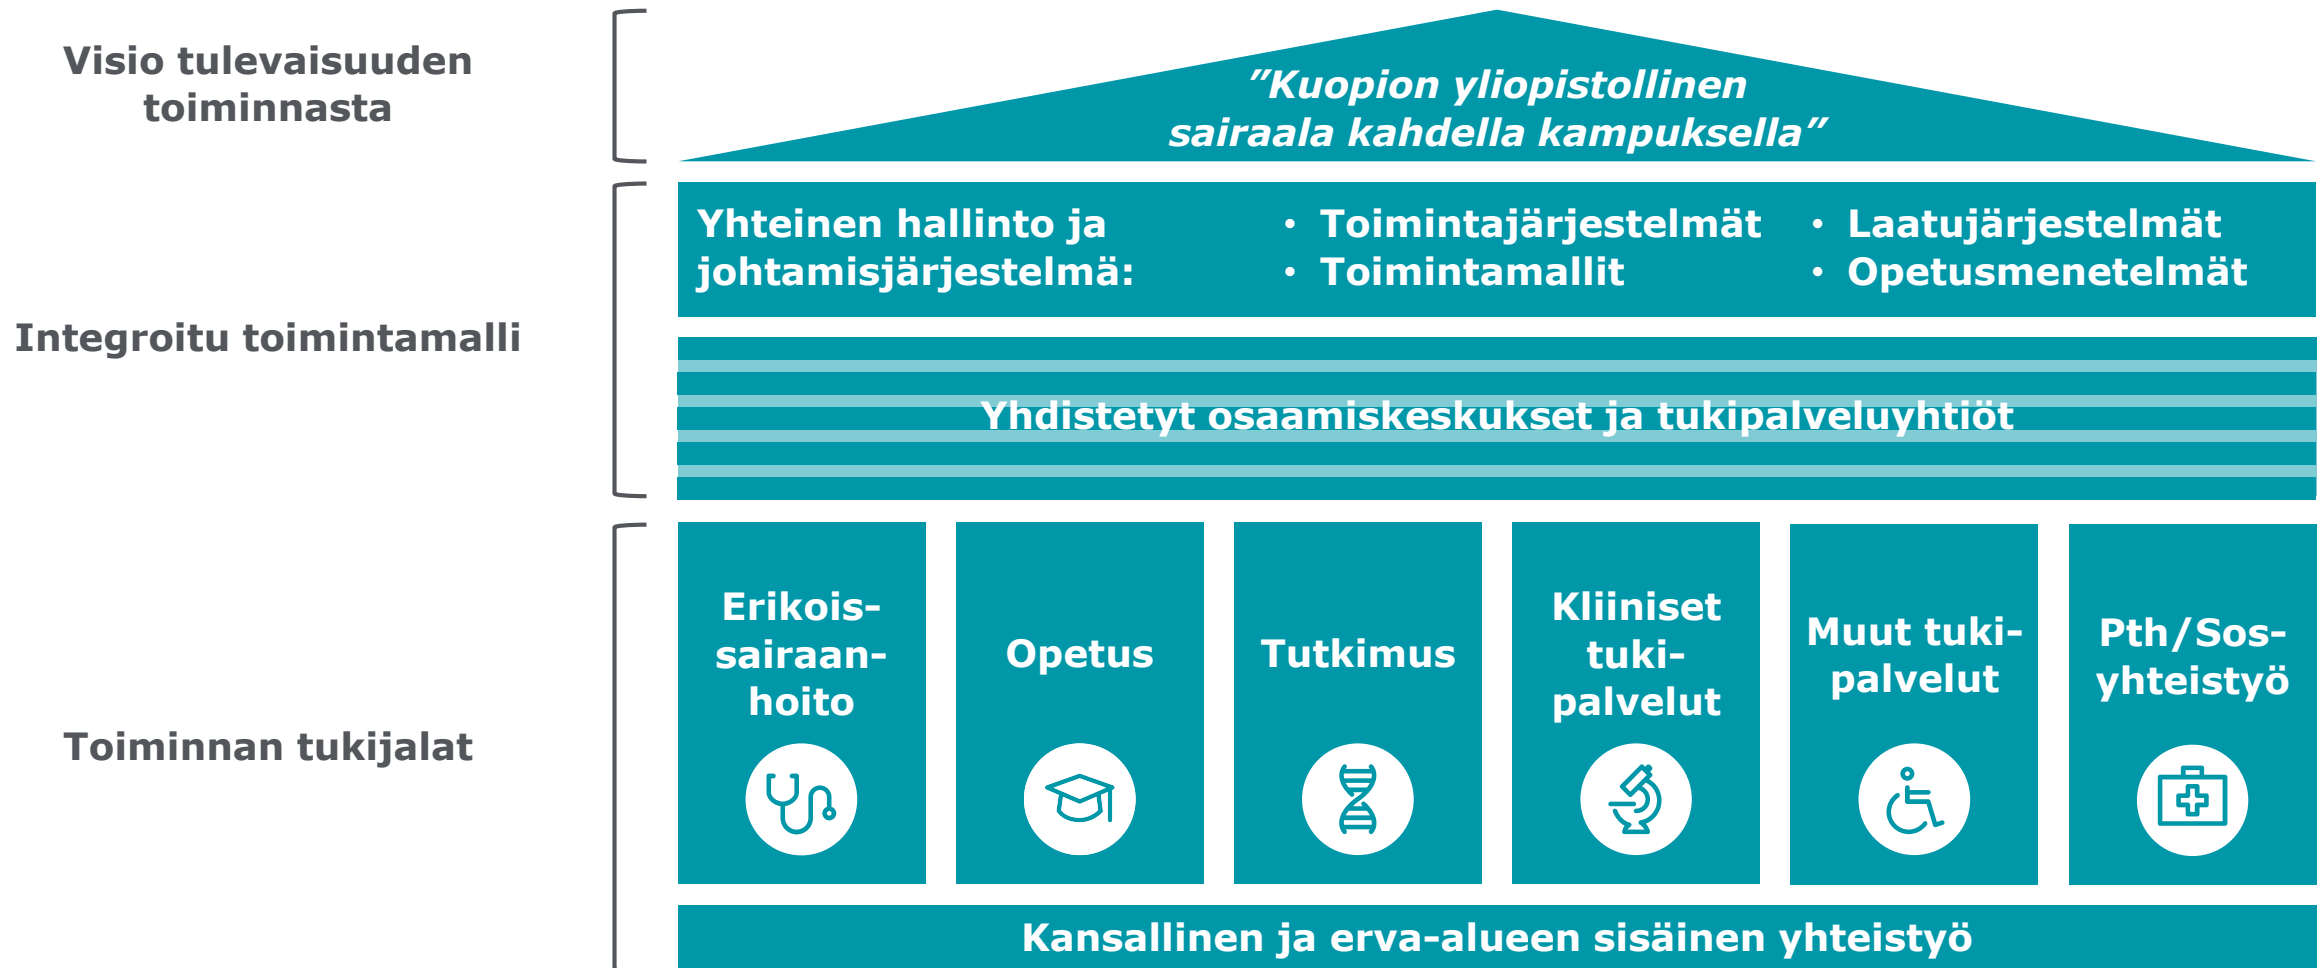 Visio tulevaisuuden
toiminnasta
”Kuopion yliopistollinen
sairaala kahdella kampuksella”
Integroitu toimintamalli
Yhteinen hallinto ja
johtamisjärjestelmä:
• Toimintajärjestelmät
• Toimintamallit
• Laatujärjestelmät
• Opetusmenetelmät
Yhdistetyt osaamiskeskukset ja tukipalveluyhtiöt
Toiminnan tukijalat
Erikois-
sairaan-
hoito
Opetus
Tutkimus
Kliiniset
tuki-
palvelut
Muut tuki-
palvelut
Pth/Sos-
yhteistyö
Kansallinen ja erva-alueen sisäinen yhteistyö